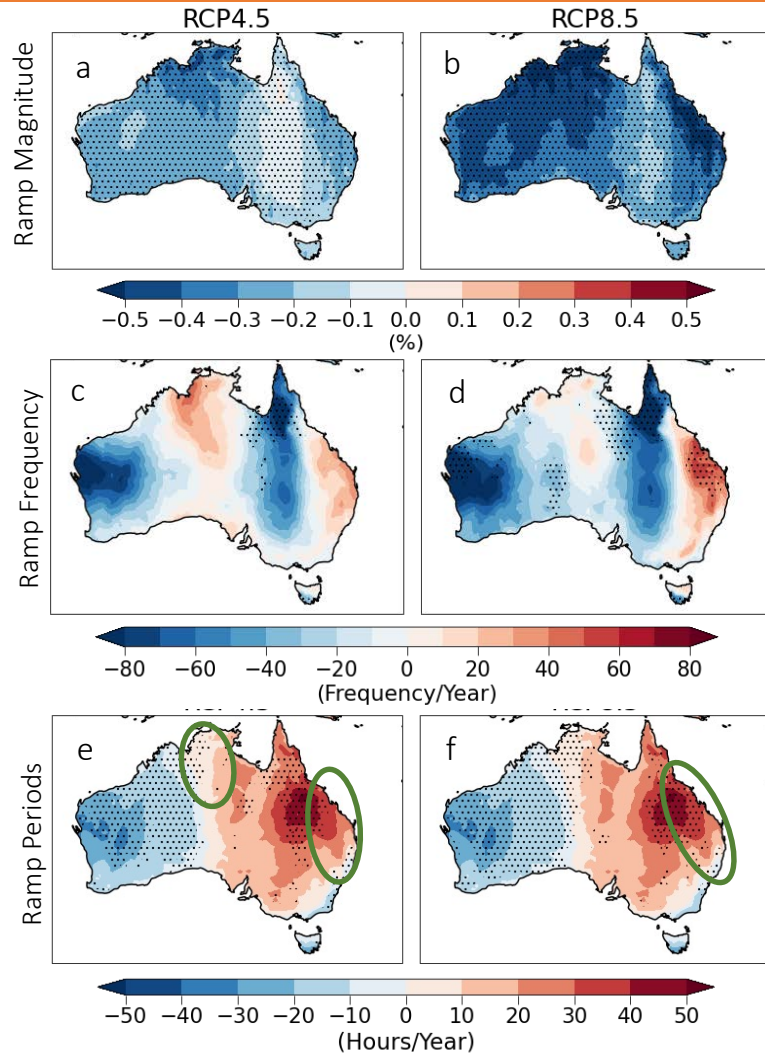 RCP4.5 RCP8.5
Ramp Magnitude
a b
−0.5 −0.4 −0.3 −0.2 −0.1 0.0 0.1 0.2 0.3 0.4 0.5
(%)
Ramp Frequency
c d
−80 −60 −40 −20 0 20 40 60 80
(Frequency/Year)
Ramp Periods
e f
−50 −40 −30 −20 −10 0 10 20 30 40 50
(Hours/Year)